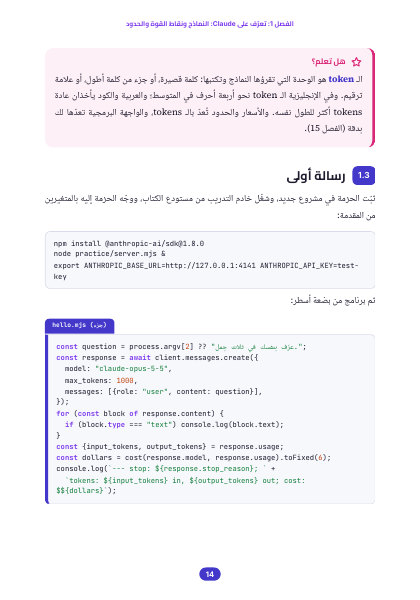 الفصل 1: تعرّف على Claude: النماذج ونقاط القوة والحدود
هل تعلم؟
الـ token هو الوحدة التي تقرؤها النماذج وتكتبها: كلمة قصيرة، أو جزء من كلمة أطول، أو علامة
ترقيم. وفي الإنجليزية الـ token نحو أربعة أحرف في المتوسط؛ والعربية والكود يأخذان عادة
tokens أكثر للطول نفسه. والأسعار والحدود تُعدّ بالـ tokens، والواجهة البرمجية تعدّها لك
بدقة (الفصل 15).
1.3 رسالة أولى
ثبّت الحزمة في مشروع جديد، وشغّل خادم التدريب من مستودع الكتاب، ووجّه الحزمة إليه بالمتغيرين
من المقدمة:
npm install @anthropic-ai/sdk@1.8.0
node practice/server.mjs &
export ANTHROPIC_BASE_URL=http://127.0.0.1:4141 ANTHROPIC_API_KEY=test-
key
ثم برنامج من بضعة أسطر:
hello.mjs (جزء)
const question = process.argv[2] ?? "عرّف بنفسك في ثلاث جمل.";
const response = await client.messages.create({
model: "claude-opus-5-5",
max_tokens: 1000,
messages: [{role: "user", content: question}],
});
for (const block of response.content) {
if (block.type === "text") console.log(block.text);
}
const {input_tokens, output_tokens} = response.usage;
const dollars = cost(response.model, response.usage).toFixed(6);
console.log(`--- stop: ${response.stop_reason}; ` +
`tokens: ${input_tokens} in, ${output_tokens} out; cost:
$${dollars}`);
14